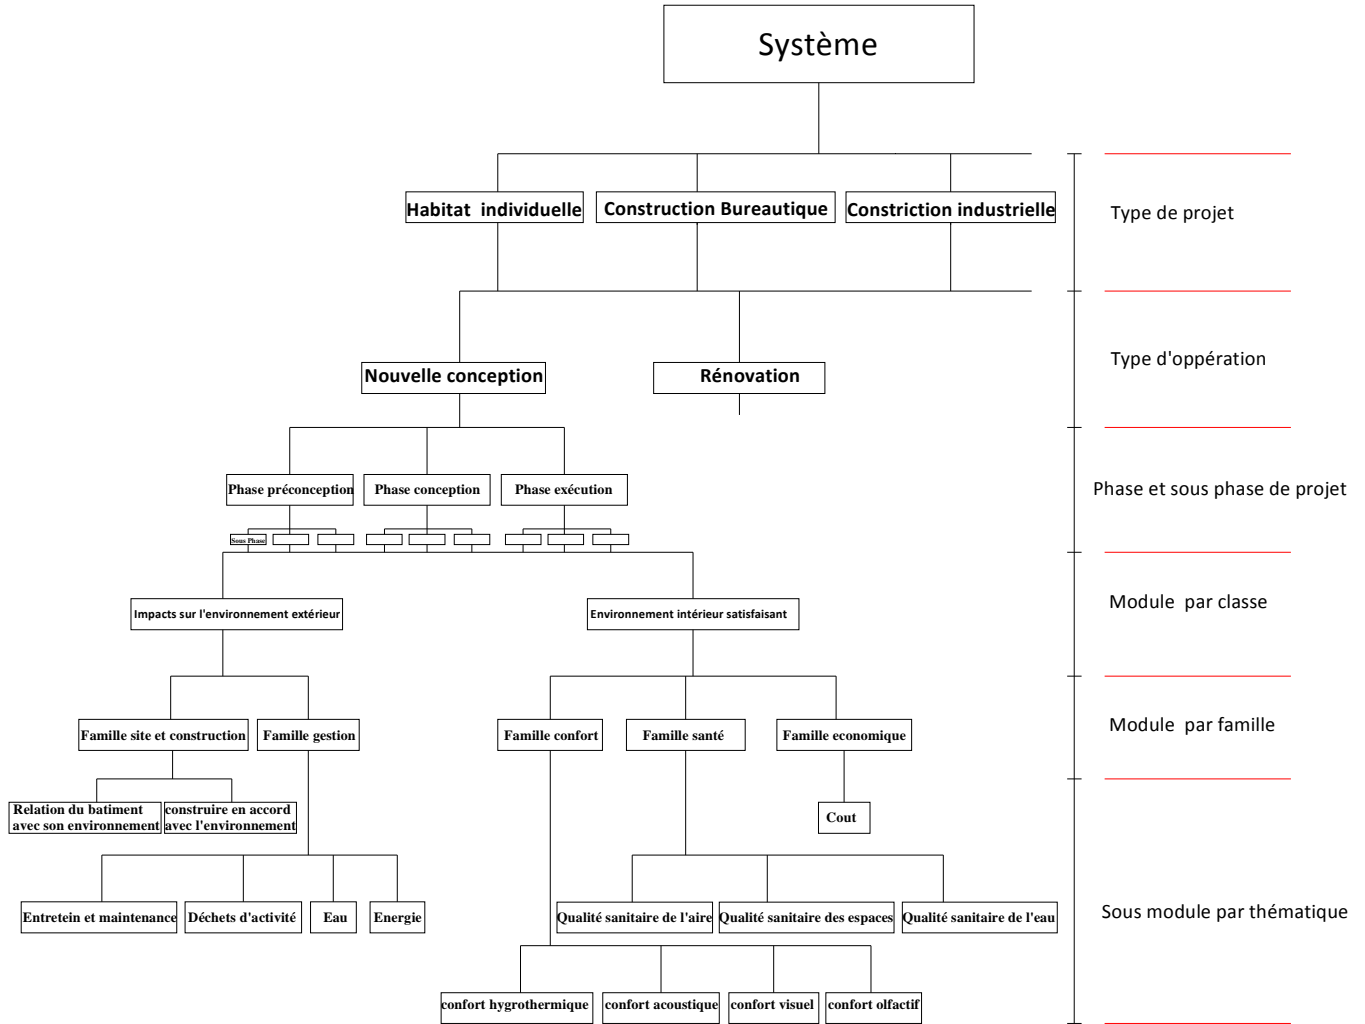 Système
Habitat individuelle
Construction Bureautique
Constriction industrielle
Type de projet
Type d'oppération
Nouvelle conception
Rénovation
Phase préconception
Phase conception
Phase exécution
Phase et sous phase de projet
Sous Phase
Impacts sur l'environnement extérieur
Environnement intérieur satisfaisant
Module par classe
Famille site et construction
Famille gestion
Famille confort
Famille santé
Famille economique
Module par famille
Relation du batiment
avec son environnement
construire en accord
avec l'environnement
Cout
Entretein et maintenance
Déchets d'activité
Eau
Energie
Qualité sanitaire de l'aire
Qualité sanitaire des espaces
Qualité sanitaire de l'eau
Sous module par thématique
confort hygrothermique
confort acoustique
confort visuel
confort olfactif